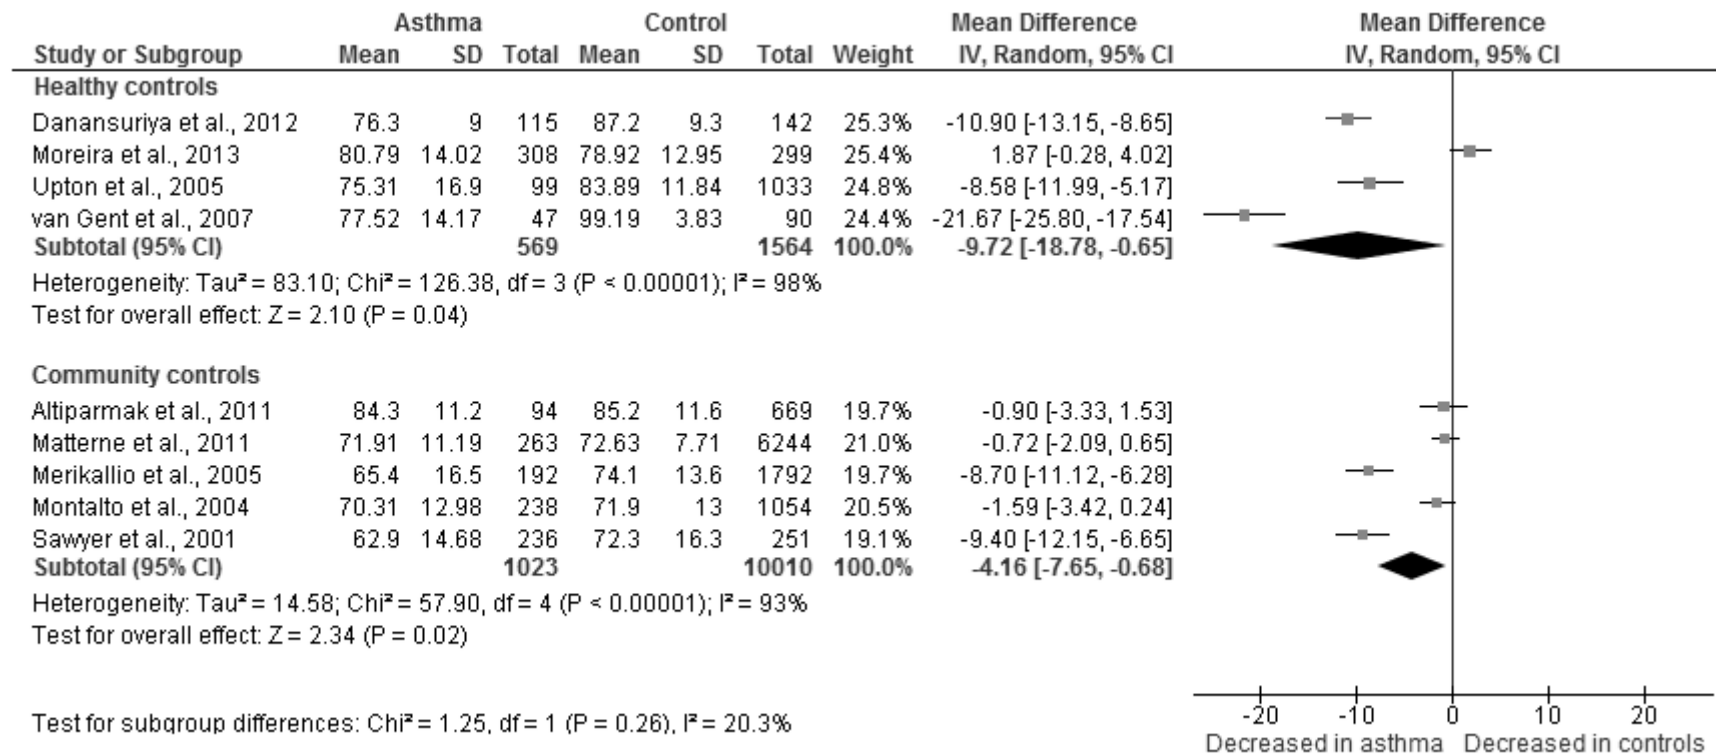 Asthma Control Mean Difference Mean Difference
Study or Subgroup Mean SD Total Mean SD Total Weight IV, Random, 95% CI IV, Random, 95% CI
Healthy controls
Danansuriya et al., 2012 76.3 9 115 87.2 9.3 142 25.3% -10.90 [-13.15, -8.65]
Moreira et al., 2013 80.79 14.02 308 78.92 12.95 299 25.4% 1.87 [-0.28, 4.02]
Upton et al., 2005 75.31 16.9 99 83.89 11.84 1033 24.8% -8.58 [-11.99, -5.17]
van Gent et al., 2007 77.52 14.17 47 99.19 3.83 90 24.4% -21.67 [-25.80, -17.54]
Subtotal (95% CI) 569 1564 100.0% -9.72 [-18.78, -0.65]
Heterogeneity: Tau² = 83.10; Chi² = 126.38, df = 3 (P < 0.00001); I² = 98%
Test for overall effect: Z = 2.10 (P = 0.04)
Community controls
Altiparmak et al., 2011 84.3 11.2 94 85.2 11.6 669 19.7% -0.90 [-3.33, 1.53]
Matterne et al., 2011 71.91 11.19 263 72.63 7.71 6244 21.0% -0.72 [-2.09, 0.65]
Merikallio et al., 2005 65.4 16.5 192 74.1 13.6 1792 19.7% -8.70 [-11.12, -6.28]
Montalto et al., 2004 70.31 12.98 238 71.9 13 1054 20.5% -1.59 [-3.42, 0.24]
Sawyer et al., 2001 62.9 14.68 236 72.3 16.3 251 19.1% -9.40 [-12.15, -6.65]
Subtotal (95% CI) 1023 10010 100.0% -4.16 [-7.65, -0.68]
Heterogeneity: Tau² = 14.58; Chi² = 57.90, df = 4 (P < 0.00001); I² = 93%
Test for overall effect: Z = 2.34 (P = 0.02)
-20 -10 0 10 20
Test for subgroup differences: Chi² = 1.25, df = 1 (P = 0.26), I² = 20.3%
Decreased in asthma Decreased in controls